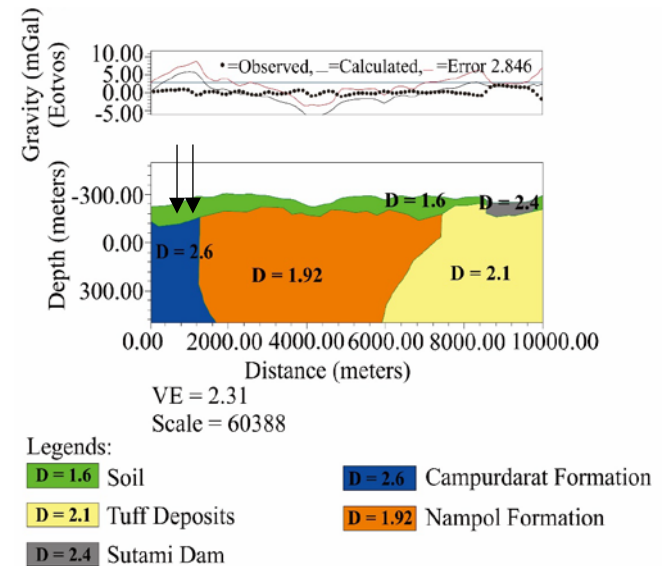 Gravity (mGal)
(Eotvos)
10.00
5.00
0.00
-5.00
•=Observed, _=Calculated, _=Error 2.846
Depth (meters)
-300.00
0.00
300.00
D = 1.6
D = 2.4
D = 2.6
D = 1.92
D = 2.1
0.00 2000.00 4000.00 6000.00 8000.00 10000.00
Distance (meters)
VE = 2.31
Scale = 60388
Legends:
D = 1.6 Soil
D = 2.6 Campurdarat Formation
D = 2.1 Tuff Deposits
D = 1.92 Nampol Formation
D = 2.4 Sutami Dam